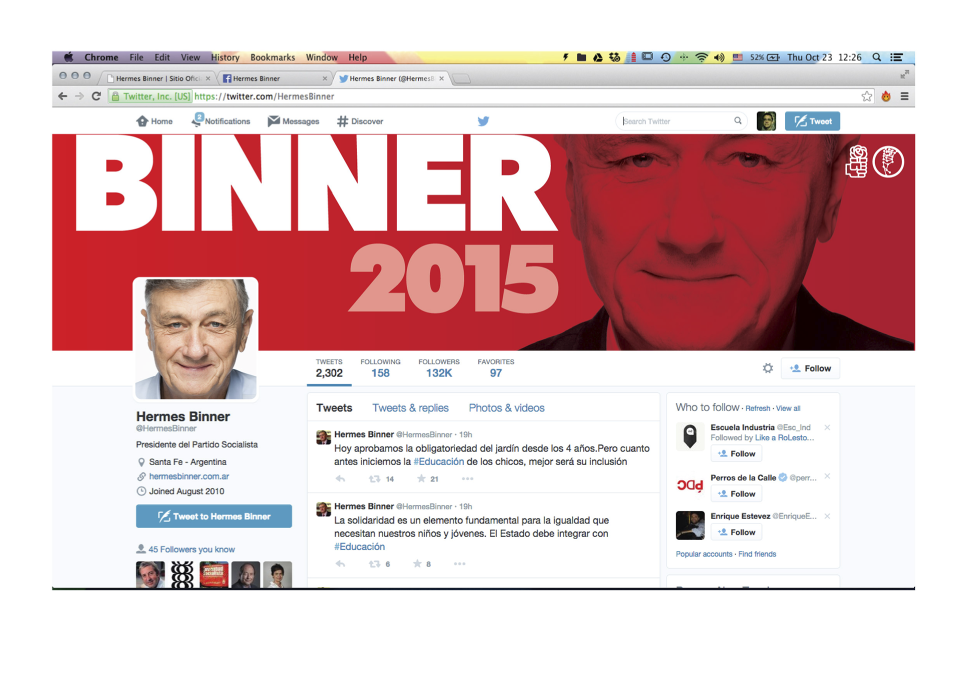 Chrome File Edit View History Bookmarks Window Help 52% Thu Oct 23 12:26
Hermes Binner | Sitio Ofici × Hermes Binner × Hermes Binner (@HermesB ×
Twitter, Inc. [US] https://twitter.com/HermesBinner
Home 2 Notifications Messages Discover Search Twitter Tweet
BINNER
2015
TWEETS FOLLOWING FOLLOWERS FAVORITES
2,302 158 132K 97
Follow
Hermes Binner
@HermesBinner
Presidente del Partido Socialista
Santa Fe - Argentina
hermesbinner.com.ar
Joined August 2010
Tweet to Hermes Binner
45 Followers you know
Tweets Tweets & replies Photos & videos
Hermes Binner @HermesBinner · 19h
Hoy aprobamos la obligatoriedad del jardín desde los 4 años.Pero cuanto
antes iniciemos la #Educación de los chicos, mejor será su inclusión
14 21
Hermes Binner @HermesBinner · 19h
La solidaridad es un elemento fundamental para la igualdad que
necesitan nuestros niños y jóvenes. El Estado debe integrar con
#Educación
6 8
Who to follow · Refresh · View all
Escuela Industria @Esc_Ind ×
Followed by Like a RoLesto...
Follow
PDC
Perros de la Calle @perr... ×
Follow
Enrique Estevez @EnriqueE... ×
Follow
Popular accounts · Find friends